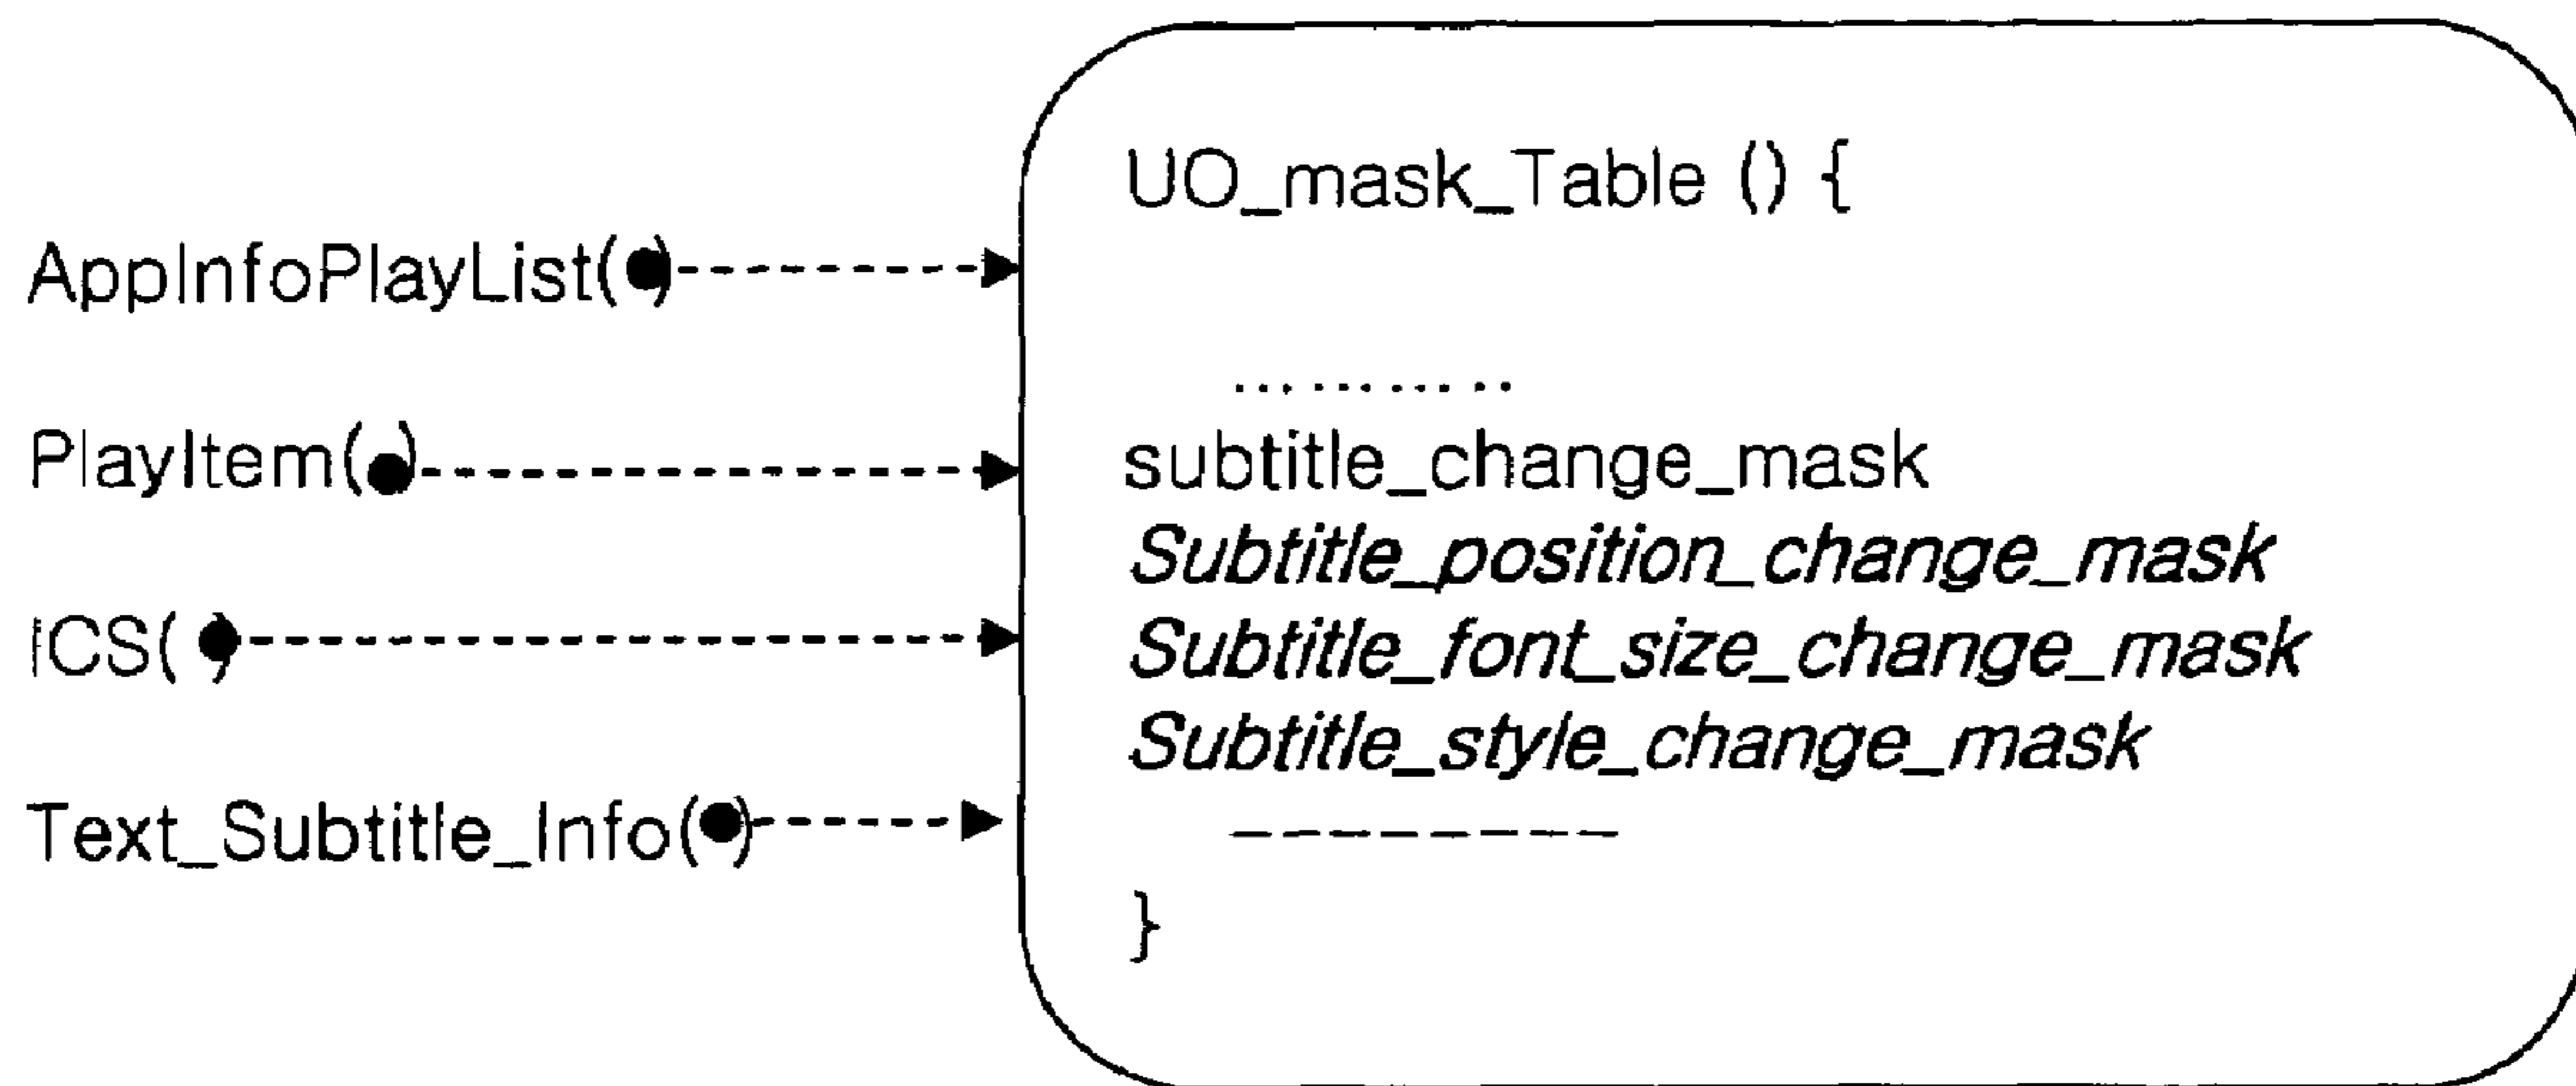 AppInfoPlayList( )
PlayItem( )
ICS( )
Text_Subtitle_Info( )
UO_mask_Table () {
............
subtitle_change_mask
Subtitle_position_change_mask
Subtitle_font_size_change_mask
Subtitle_style_change_mask
---------
}